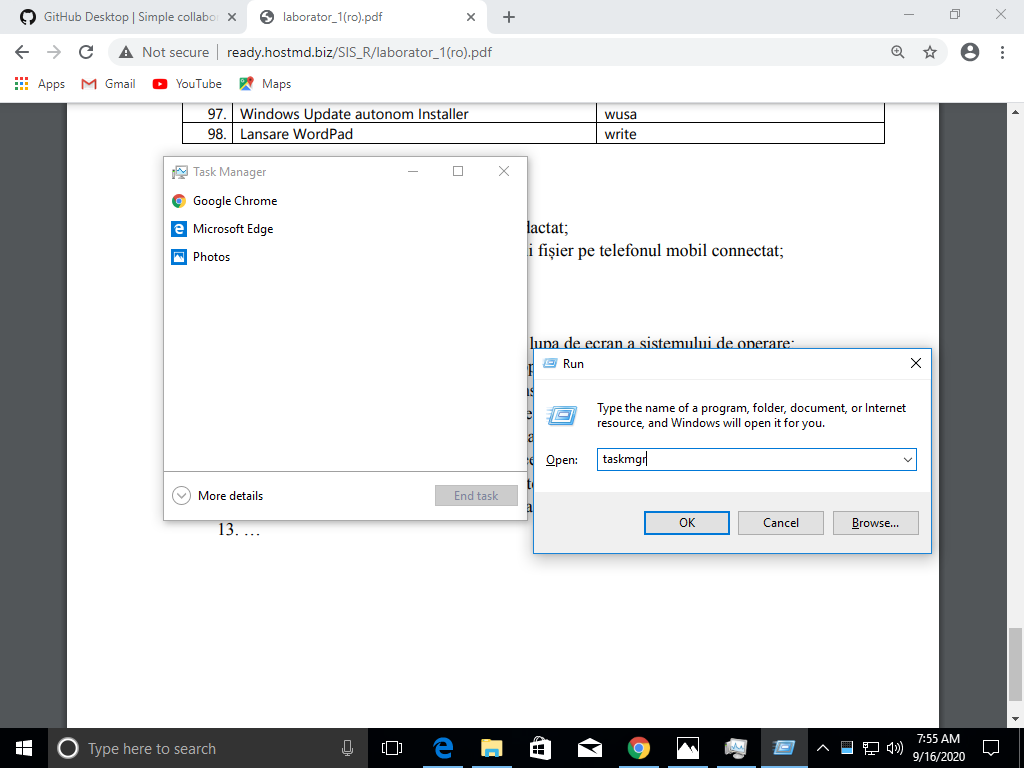 GitHub Desktop | Simple collabor
laborator_1(ro).pdf
Not secure
ready.hostmd.biz/SIS_R/laborator_1(ro).pdf
Apps
Gmail
YouTube
Maps
97. Windows Update autonom Installer wusa
98. Lansare WordPad write
Task Manager
Google Chrome
Microsoft Edge
Photos
More details
End task
fișier pe telefonul mobil connectat;
lupa de ecran a sistemului de operare;
Run
Type the name of a program, folder, document, or Internet
resource, and Windows will open it for you.
Open: taskmgr
OK
Cancel
Browse...
13. …
Type here to search
7:55 AM
9/16/2020